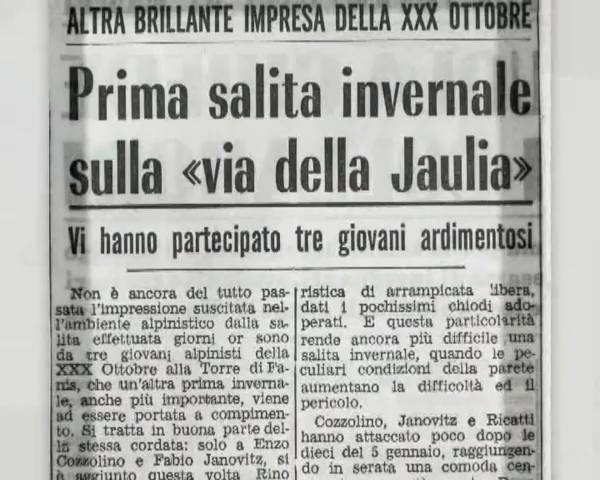 ALTRA BRILLANTE IMPRESA DELLA XXX OTTOBRE
Prima salita invernale
sulla «via della Jaulia»
Vi hanno partecipato tre giovani ardimentosi
Non è ancora del tutto pas-
sata l'impressione suscitata nel-
l'ambiente alpinistico dalla sa-
lita effettuata giorni or sono
da tre giovani alpinisti della
XXX Ottobre alla Torre di Fa-
nis, che un'altra prima inverna-
le, anche più importante, viene
ad essere portata a compimen-
to. Si tratta in buona parte del-
la stessa cordata: solo a Enzo
Cozzolino e Fabio Janovitz, si
è aggiunto questa volta Rino
ristica di arrampicata libera,
dati i pochissimi chiodi ado-
perati. E questa particolarità
rende ancora più difficile una
salita invernale, quando le pe-
culiari condizioni della parete
aumentano la difficoltà ed il
pericolo.
Cozzolino, Janovitz e Ricatti
hanno attaccato poco dopo le
dieci del 5 gennaio, raggiungen-
do in serata una comoda cen-